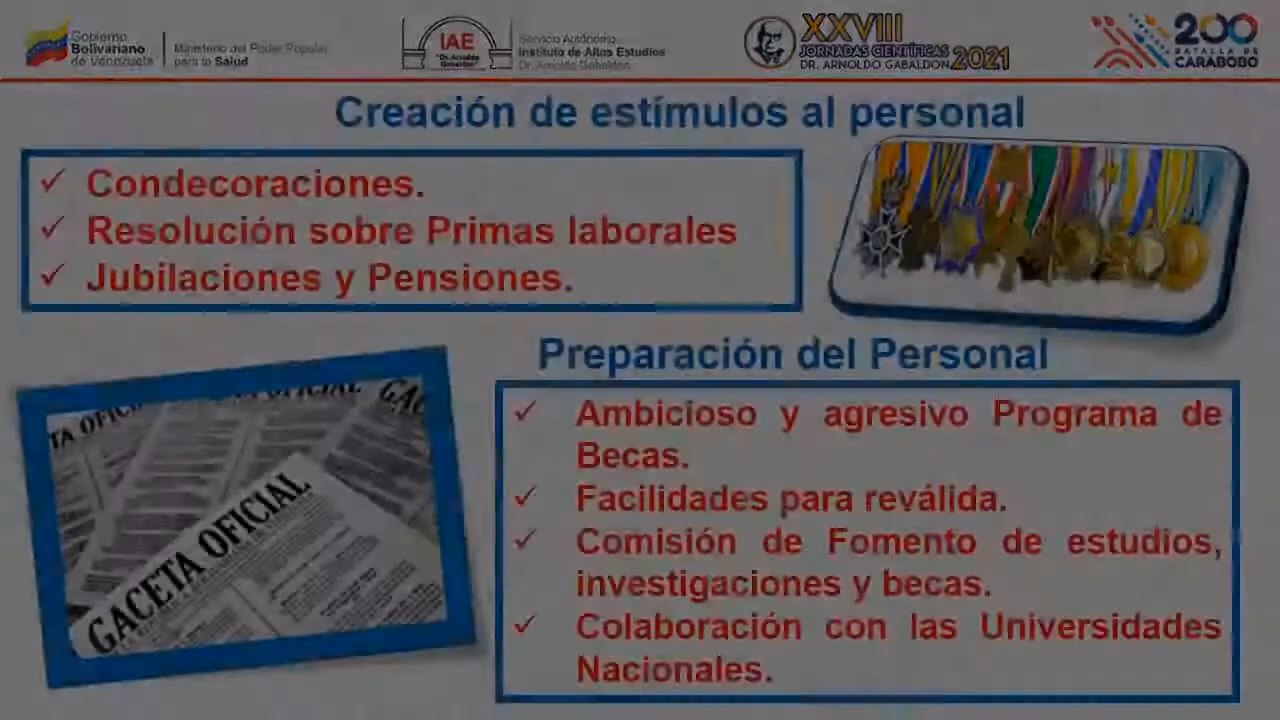 Gobierno
Bolivariano
de Venezuela
Ministerio del Poder Popular
para la Salud
IAE
"Dr. Arnoldo
Gabaldon"
Servicio Autónomo
Instituto de Altos Estudios
Dr. Arnoldo Gabaldon
XXVIII
JORNADAS CIENTÍFICAS
DR. ARNOLDO GABALDON 2021
200
BATALLA DE
CARABOBO
Creación de estímulos al personal
✓ Condecoraciones.
✓ Resolución sobre Primas laborales
✓ Jubilaciones y Pensiones.
Preparación del Personal
✓ Ambicioso y agresivo Programa de
Becas.
✓ Facilidades para reválida.
✓ Comisión de Fomento de estudios,
investigaciones y becas.
✓ Colaboración con las Universidades
Nacionales.
GACETA OFICIAL